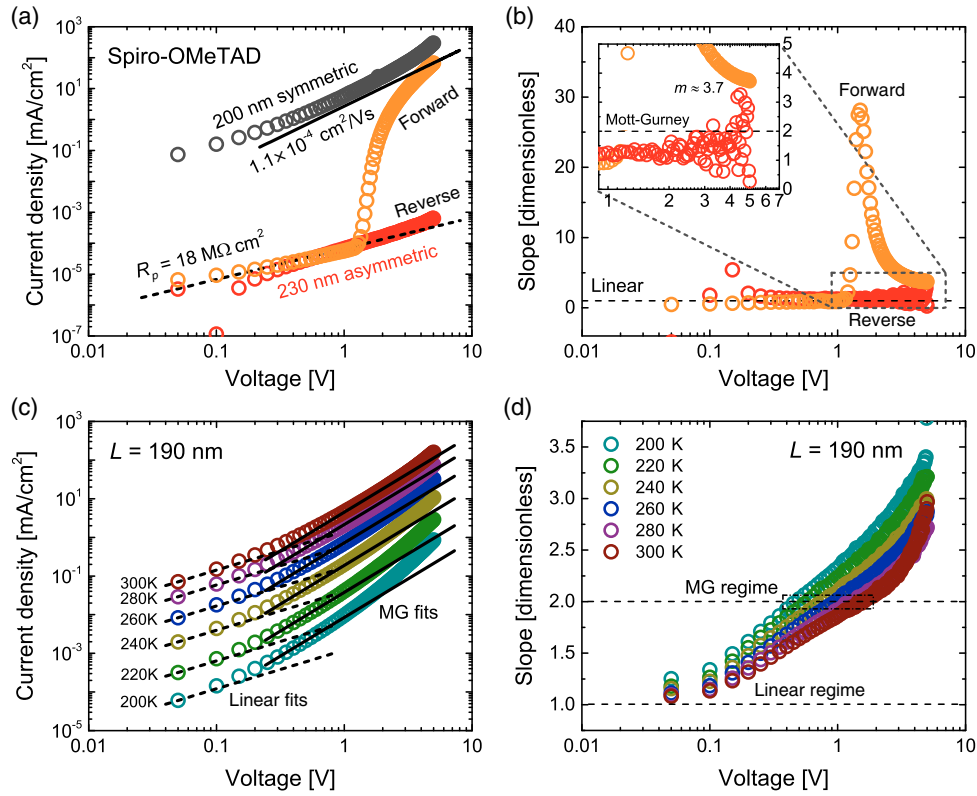 (a)
Spiro-OMeTAD
200 nm symmetric
1.1×10⁻⁴ cm²/Vs
Forward
Reverse
Rₚ = 18 MΩ cm²
230 nm asymmetric
Current density [mA/cm²]
10³
10¹
10⁻¹
10⁻³
10⁻⁵
10⁻⁷
0.01
0.1
1
10
Voltage [V]
(b)
Slope [dimensionless]
40
30
20
10
0
m ≈ 3.7
Mott-Gurney
5
4
3
2
1
0
1
2
3
4
5
6
7
Forward
Linear
Reverse
0.01
0.1
1
10
Voltage [V]
(c)
L = 190 nm
Current density [mA/cm²]
10³
10¹
10⁻¹
10⁻³
10⁻⁵
300K
280K
260K
240K
220K
200K
MG fits
Linear fits
0.01
0.1
1
10
Voltage [V]
(d)
L = 190 nm
200 K
220 K
240 K
260 K
280 K
300 K
Slope [dimensionless]
3.5
3.0
2.5
2.0
1.5
1.0
MG regime
Linear regime
0.01
0.1
1
10
Voltage [V]